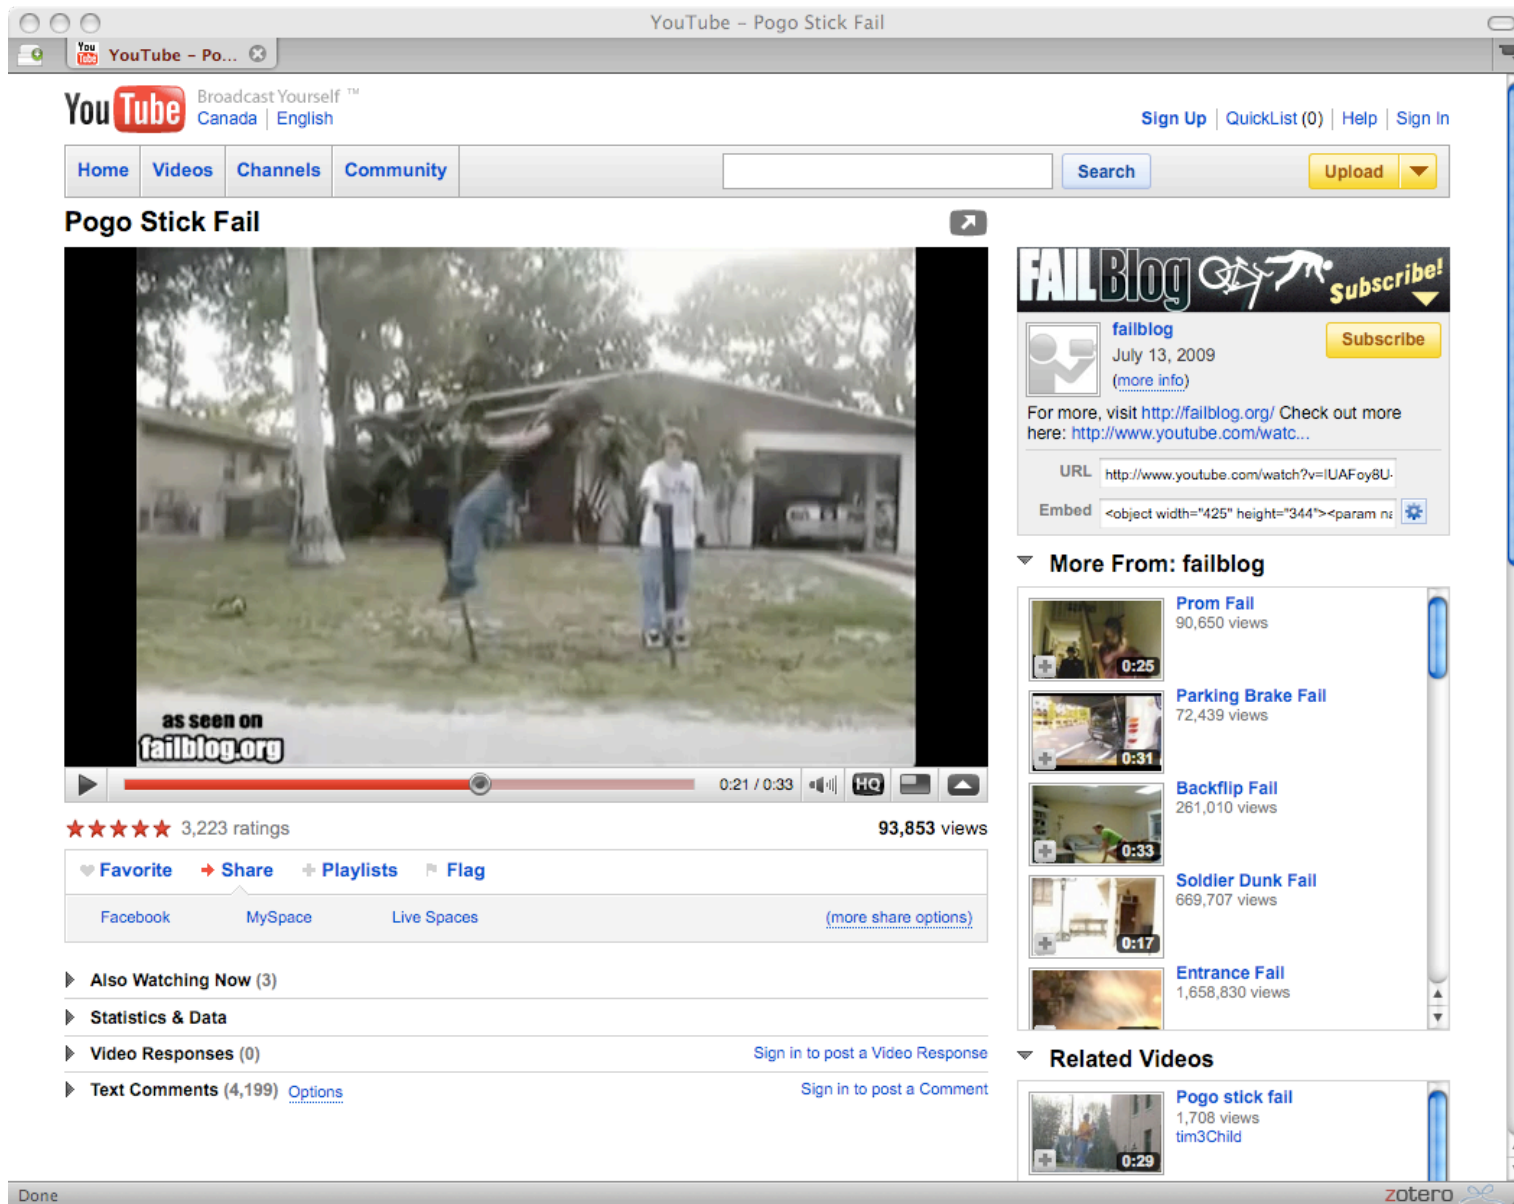 YouTube – Pogo Stick Fail
YouTube – Po...
YouTube
Broadcast Yourself ™
Canada | English
Sign Up | QuickList (0) | Help | Sign In
Home
Videos
Channels
Community
Search
Upload
Pogo Stick Fail
as seen on
failblog.org
0:21 / 0:33
HQ
3,223 ratings
93,853 views
Favorite
Share
Playlists
Flag
Facebook
MySpace
Live Spaces
(more share options)
Also Watching Now (3)
Statistics & Data
Video Responses (0)
Sign in to post a Video Response
Text Comments (4,199) Options
Sign in to post a Comment
FAIL Blog
Subscribe!
failblog
July 13, 2009
(more info)
Subscribe
For more, visit http://failblog.org/ Check out more
here: http://www.youtube.com/watc...
URL http://www.youtube.com/watch?v=IUAFoy8U-
Embed <object width="425" height="344"><param na
More From: failblog
Prom Fail
90,650 views
0:25
Parking Brake Fail
72,439 views
0:31
Backflip Fail
261,010 views
0:33
Soldier Dunk Fail
669,707 views
0:17
Entrance Fail
1,658,830 views
Related Videos
Pogo stick fail
1,708 views
tim3Child
0:29
Done
zotero